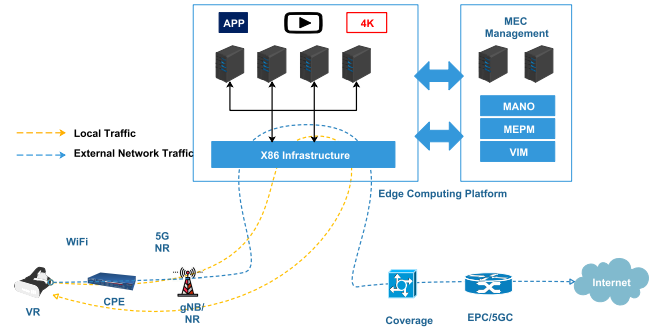 APP
4K
MEC
Management
MANO
MEPM
VIM
X86 Infrastructure
Local Traffic
External Network Traffic
Edge Computing Platform
WiFi
5G
NR
VR
CPE
gNB/
NR
Coverage
EPC/5GC
Internet